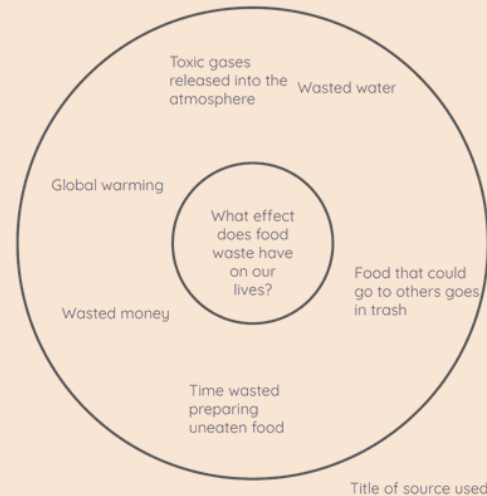 Toxic gases
released into the
atmosphere
Wasted water
Global warming
What effect
does food
waste have
on our
lives?
Food that could
go to others goes
in trash
Wasted money
Time wasted
preparing
uneaten food
Title of source used